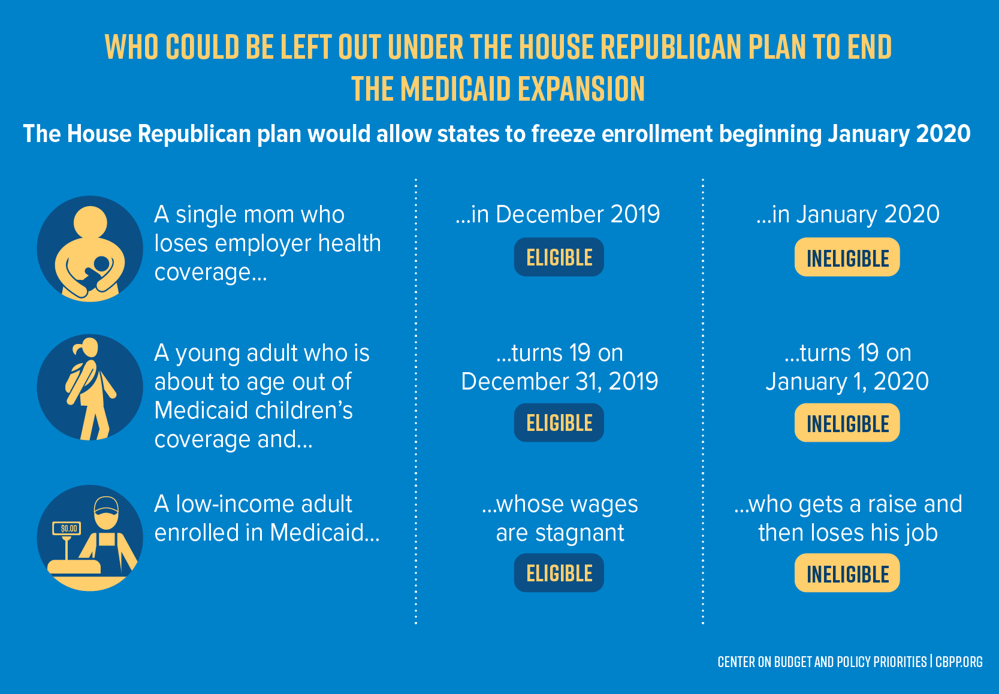 WHO COULD BE LEFT OUT UNDER THE HOUSE REPUBLICAN PLAN TO END
THE MEDICAID EXPANSION
The House Republican plan would allow states to freeze enrollment beginning January 2020
A single mom who
loses employer health
coverage...
...in December 2019
ELIGIBLE
...in January 2020
INELIGIBLE
A young adult who is
about to age out of
Medicaid children’s
coverage and...
...turns 19 on
December 31, 2019
ELIGIBLE
...turns 19 on
January 1, 2020
INELIGIBLE
$0.00
A low-income adult
enrolled in Medicaid...
...whose wages
are stagnant
ELIGIBLE
...who gets a raise and
then loses his job
INELIGIBLE
CENTER ON BUDGET AND POLICY PRIORITIES | CBPP.ORG